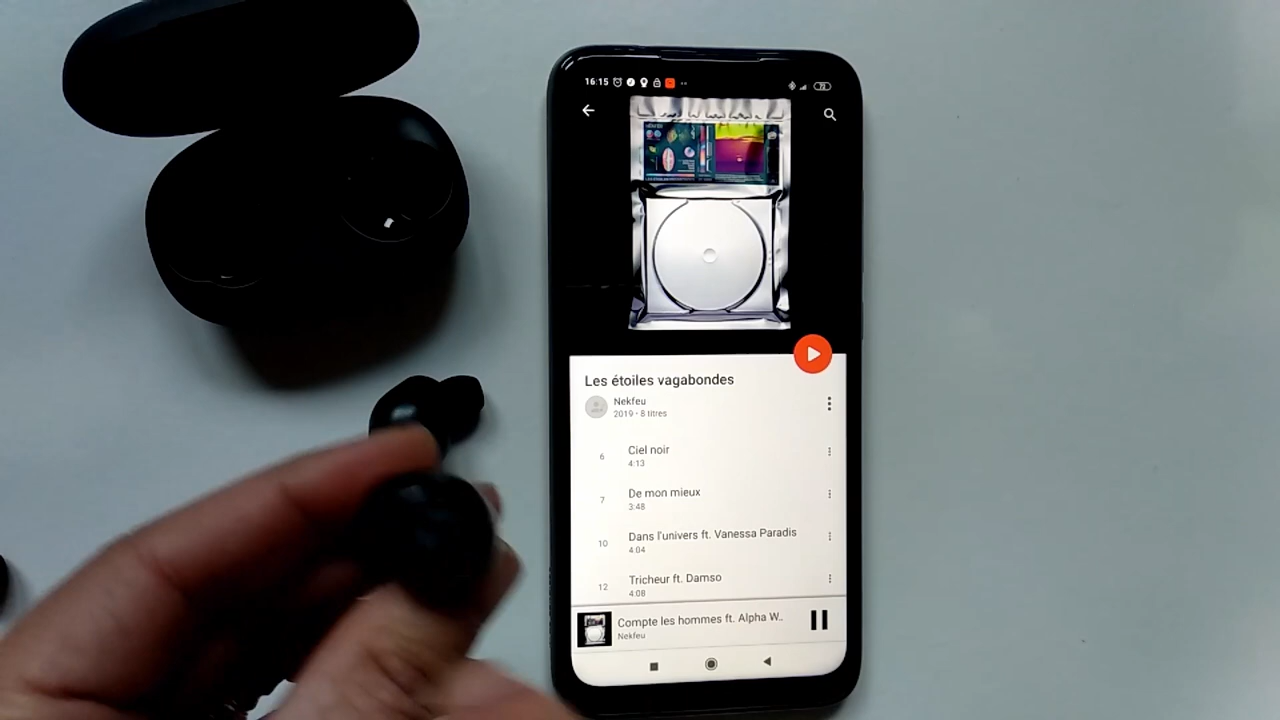 16:15
73
Les étoiles vagabondes
Nekfeu
2019 • 8 titres
6
Ciel noir
4:13
7
De mon mieux
3:48
10
Dans l'univers ft. Vanessa Paradis
4:04
12
Tricheur ft. Damso
4:08
Compte les hommes ft. Alpha W..
Nekfeu